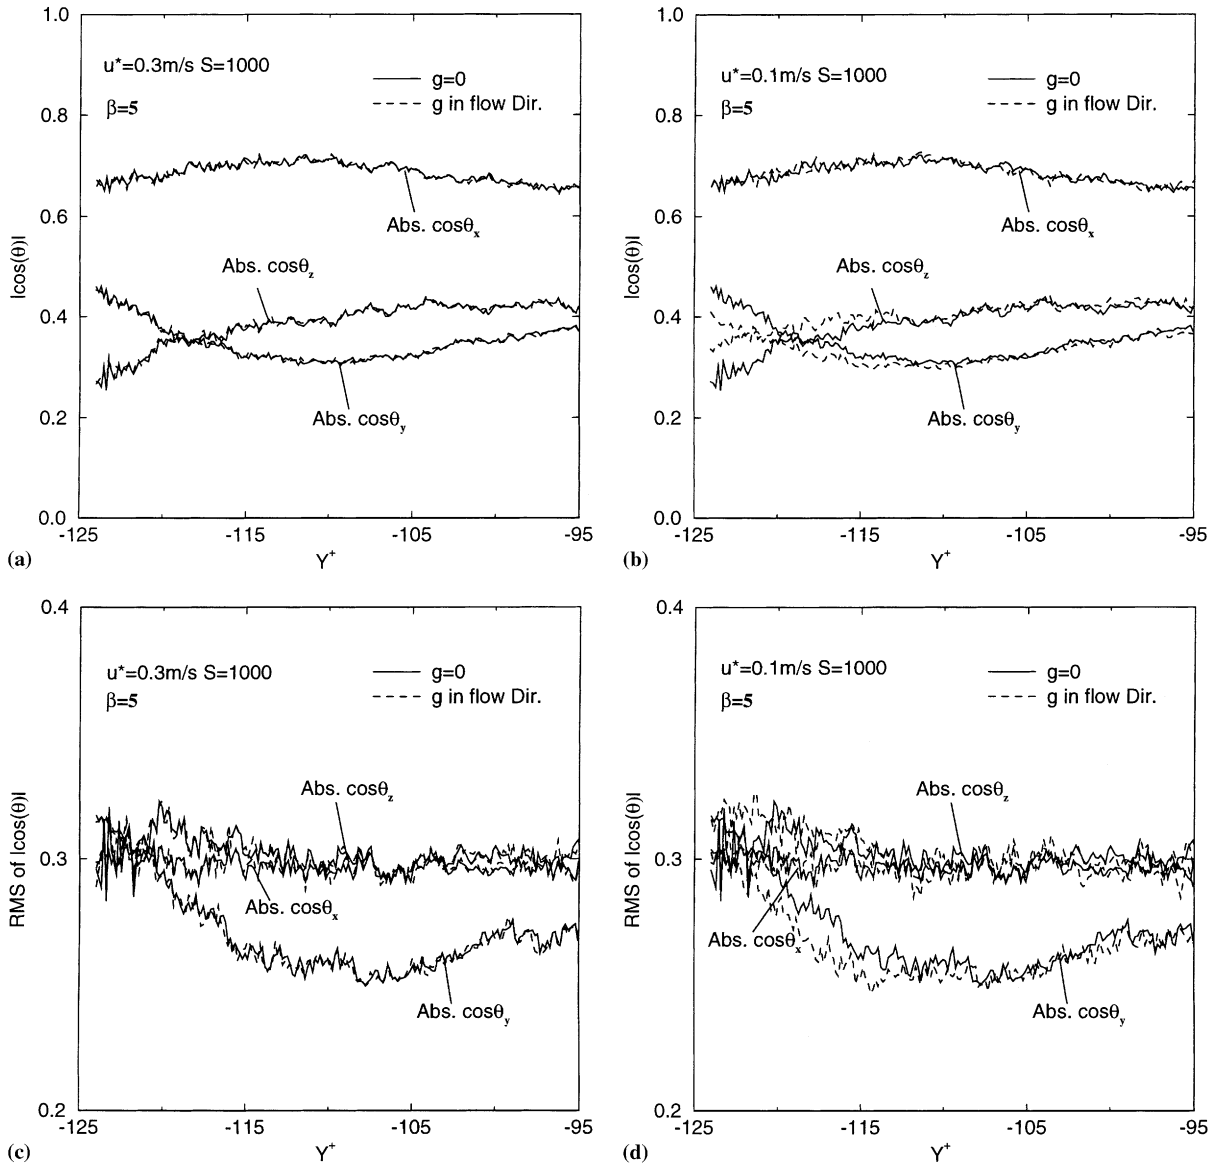 1.0
0.8
0.6
0.4
0.2
0.0
|cos(θ)|
u*=0.3m/s S=1000
β=5
g=0
g in flow Dir.
Abs. cosθx
Abs. cosθz
Abs. cosθy
-125 -115 -105 -95
(a) Y+
1.0
0.8
0.6
0.4
0.2
0.0
|cos(θ)|
u*=0.1m/s S=1000
β=5
g=0
g in flow Dir.
Abs. cosθx
Abs. cosθz
Abs. cosθy
-125 -115 -105 -95
(b) Y+
0.4
0.3
0.2
RMS of |cos(θ)|
u*=0.3m/s S=1000
β=5
g=0
g in flow Dir.
Abs. cosθz
Abs. cosθx
Abs. cosθy
-125 -115 -105 -95
(c) Y+
0.4
0.3
0.2
RMS of |cos(θ)|
u*=0.1m/s S=1000
β=5
g=0
g in flow Dir.
Abs. cosθz
Abs. cosθx
Abs. cosθy
-125 -115 -105 -95
(d) Y+